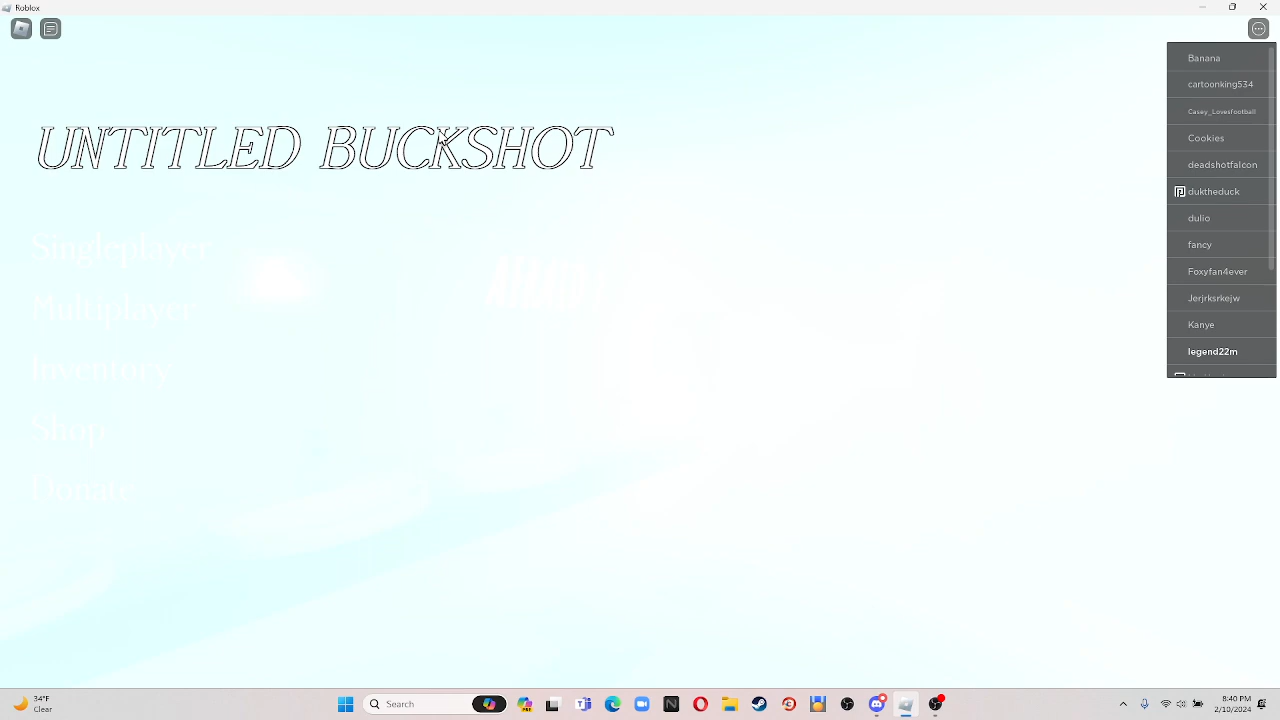 Roblox
UNTITLED BUCKSHOT
Singleplayer
Multiplayer
Inventory
Shop
Donate
Banana
cartoonking534
Casey_Lovesfootball
Cookies
deadshotfalcon
duktheduck
dulio
fancy
Foxyfan4ever
Jerjrksrkejw
Kanye
legend22m
34°F
Clear
Search
8:40 PM
2/10/2024